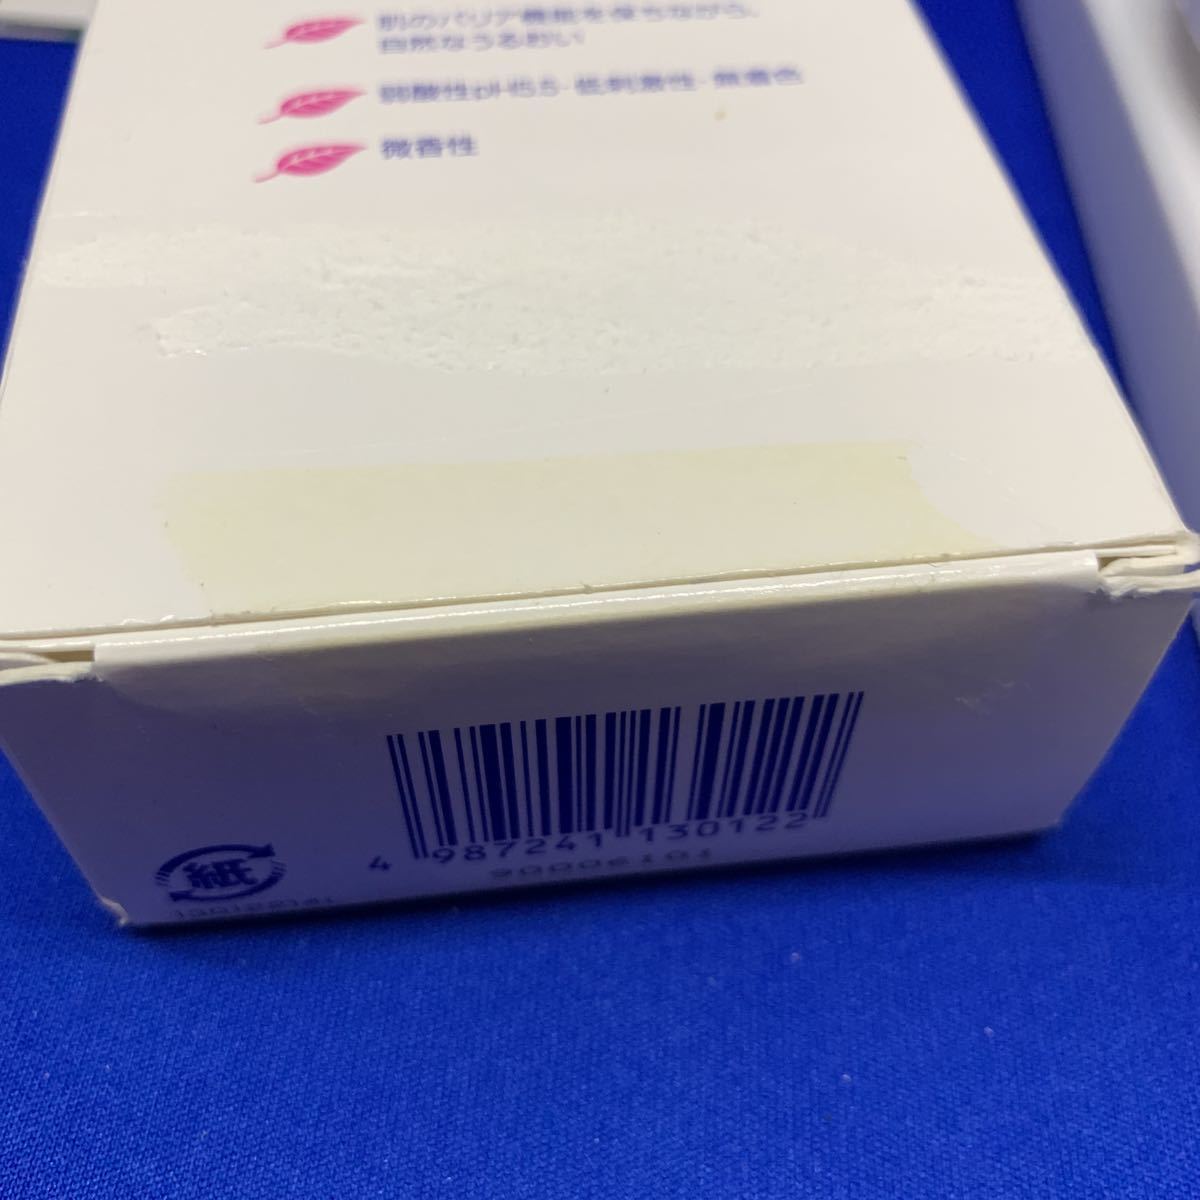 肌のバリア機能を保ちながら、
自然なうるおい
弱酸性pH5.5・低刺激性・無着色
微香性
4 987241 130122
紙